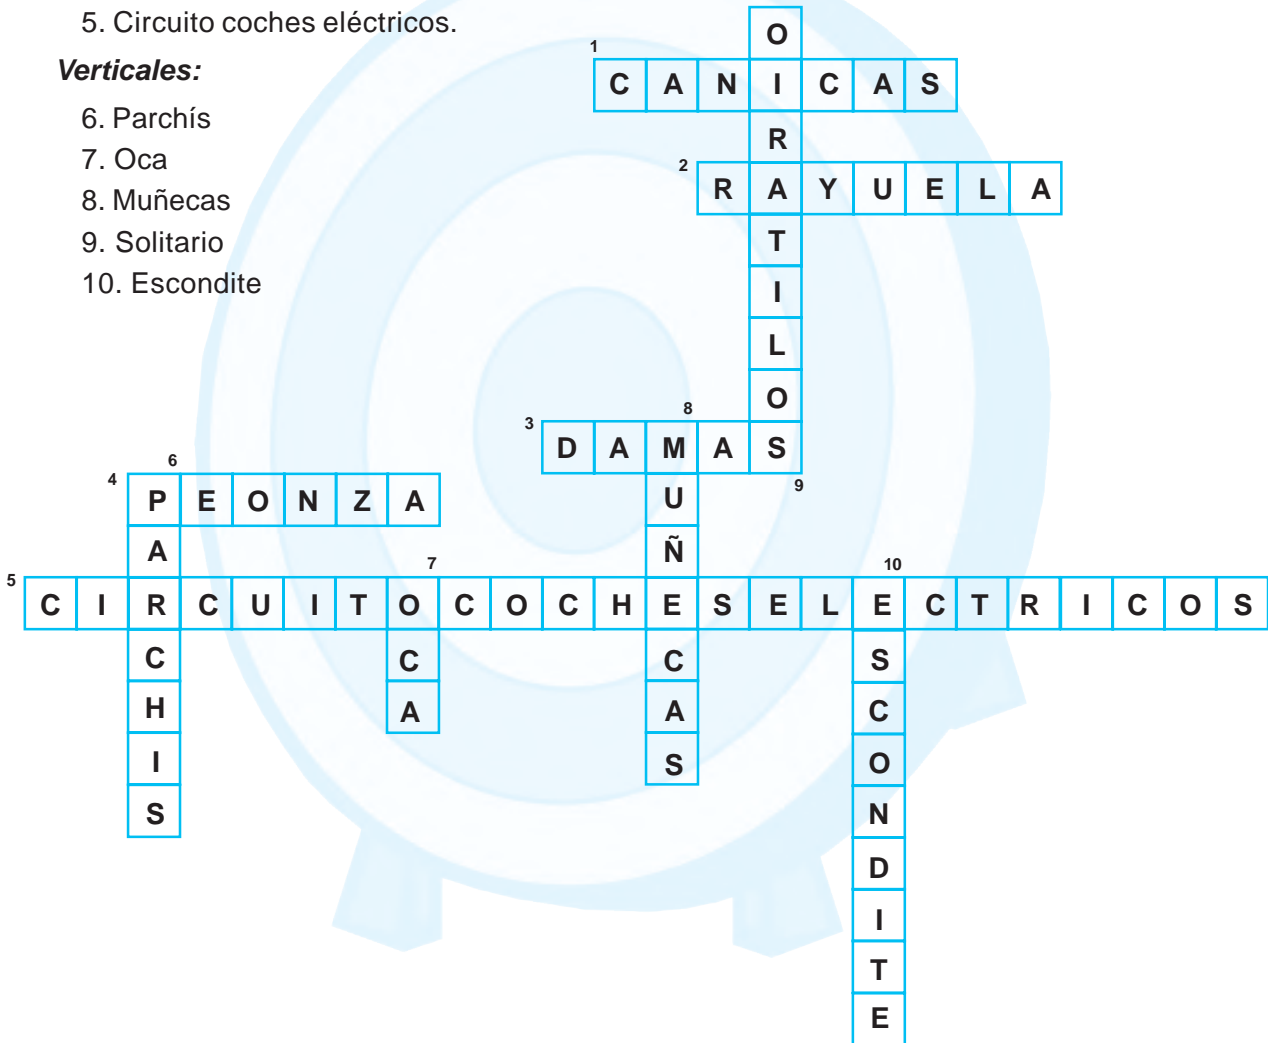 5. Circuito coches eléctricos.
Verticales:
6. Parchís
7. Oca
8. Muñecas
9. Solitario
10. Escondite
O
1
C A N I C A S
R
2
R A Y U E L A
T
I
L
O
8
3
D A M A S
6
9
4
P E O N Z A
U
A
Ñ
7
10
5
C I R C U I T O C O C H E S E L E C T R I C O S
C
C
C
S
H
A
A
C
I
S
O
S
N
D
I
T
E